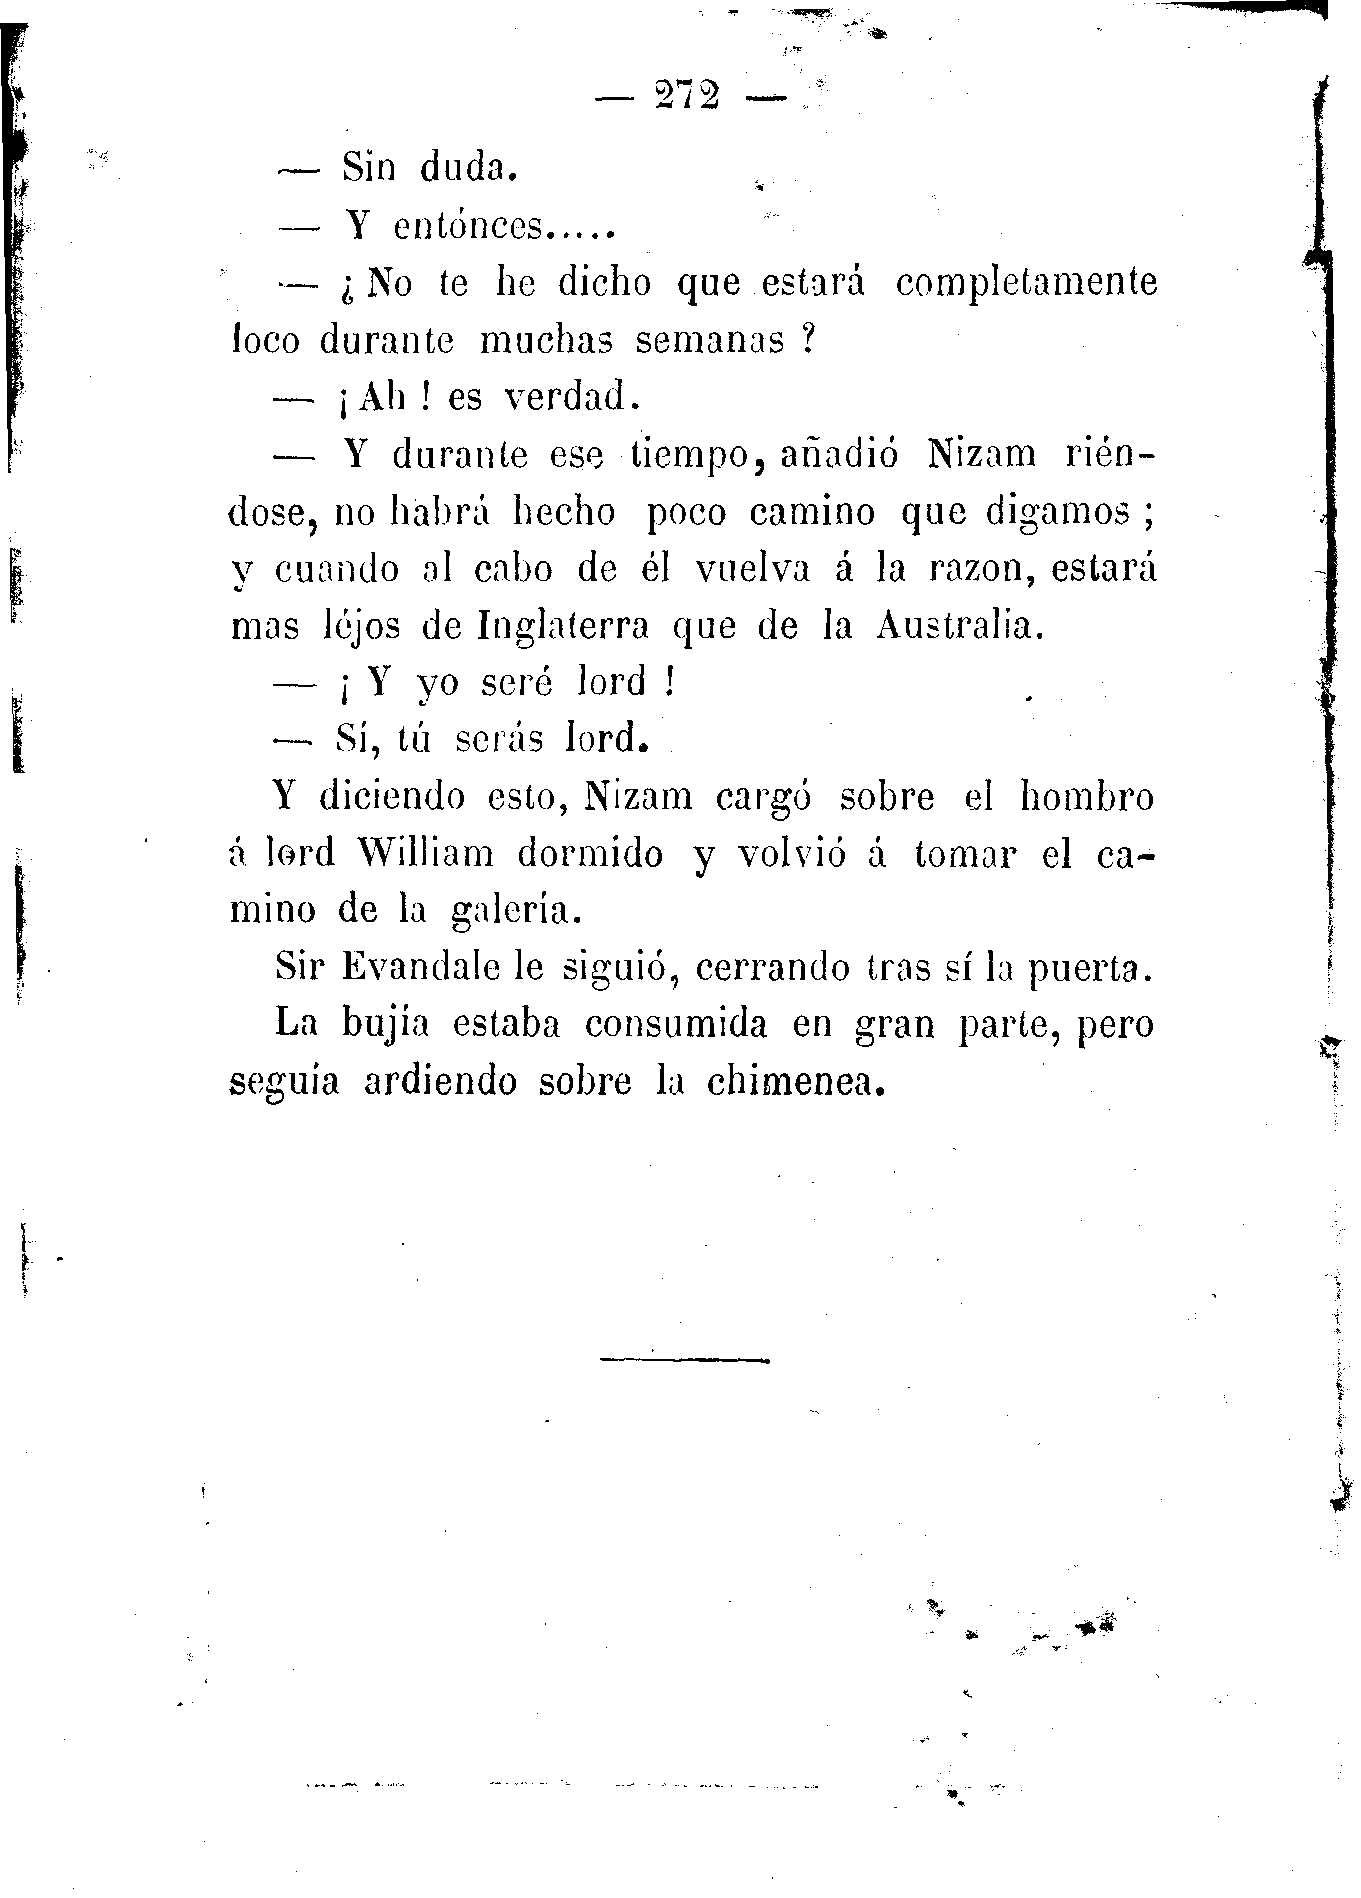 — 272 —
— Sin duda.
— Y entónces.....
— ¿ No te he dicho que estará completamente
loco durante muchas semanas ?
— ¡ Ah ! es verdad.
— Y durante ese tiempo, añadió Nizam rién-
dose, no habrá hecho poco camino que digamos ;
y cuando al cabo de él vuelva á la razon, estará
mas léjos de Inglaterra que de la Australia.
— ¡ Y yo seré lord !
— Sí, tú serás lord.
Y diciendo esto, Nizam cargó sobre el hombro
á lord William dormido y volvió á tomar el ca-
mino de la galería.
Sir Evandale le siguió, cerrando tras sí la puerta.
La bujía estaba consumida en gran parte, pero
seguía ardiendo sobre la chimenea.